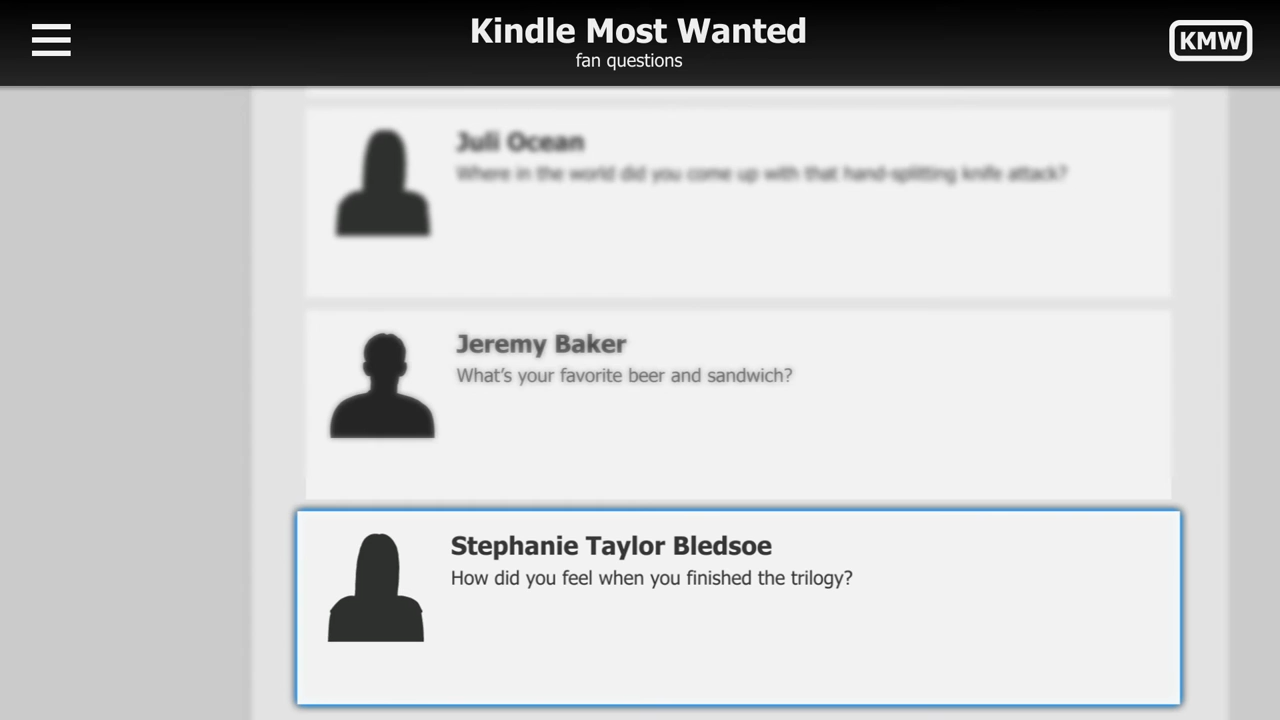 Kindle Most Wanted
fan questions
KMW
Juli Ocean
Where in the world did you come up with that hand-splitting knife attack?
Jeremy Baker
What's your favorite beer and sandwich?
Stephanie Taylor Bledsoe
How did you feel when you finished the trilogy?